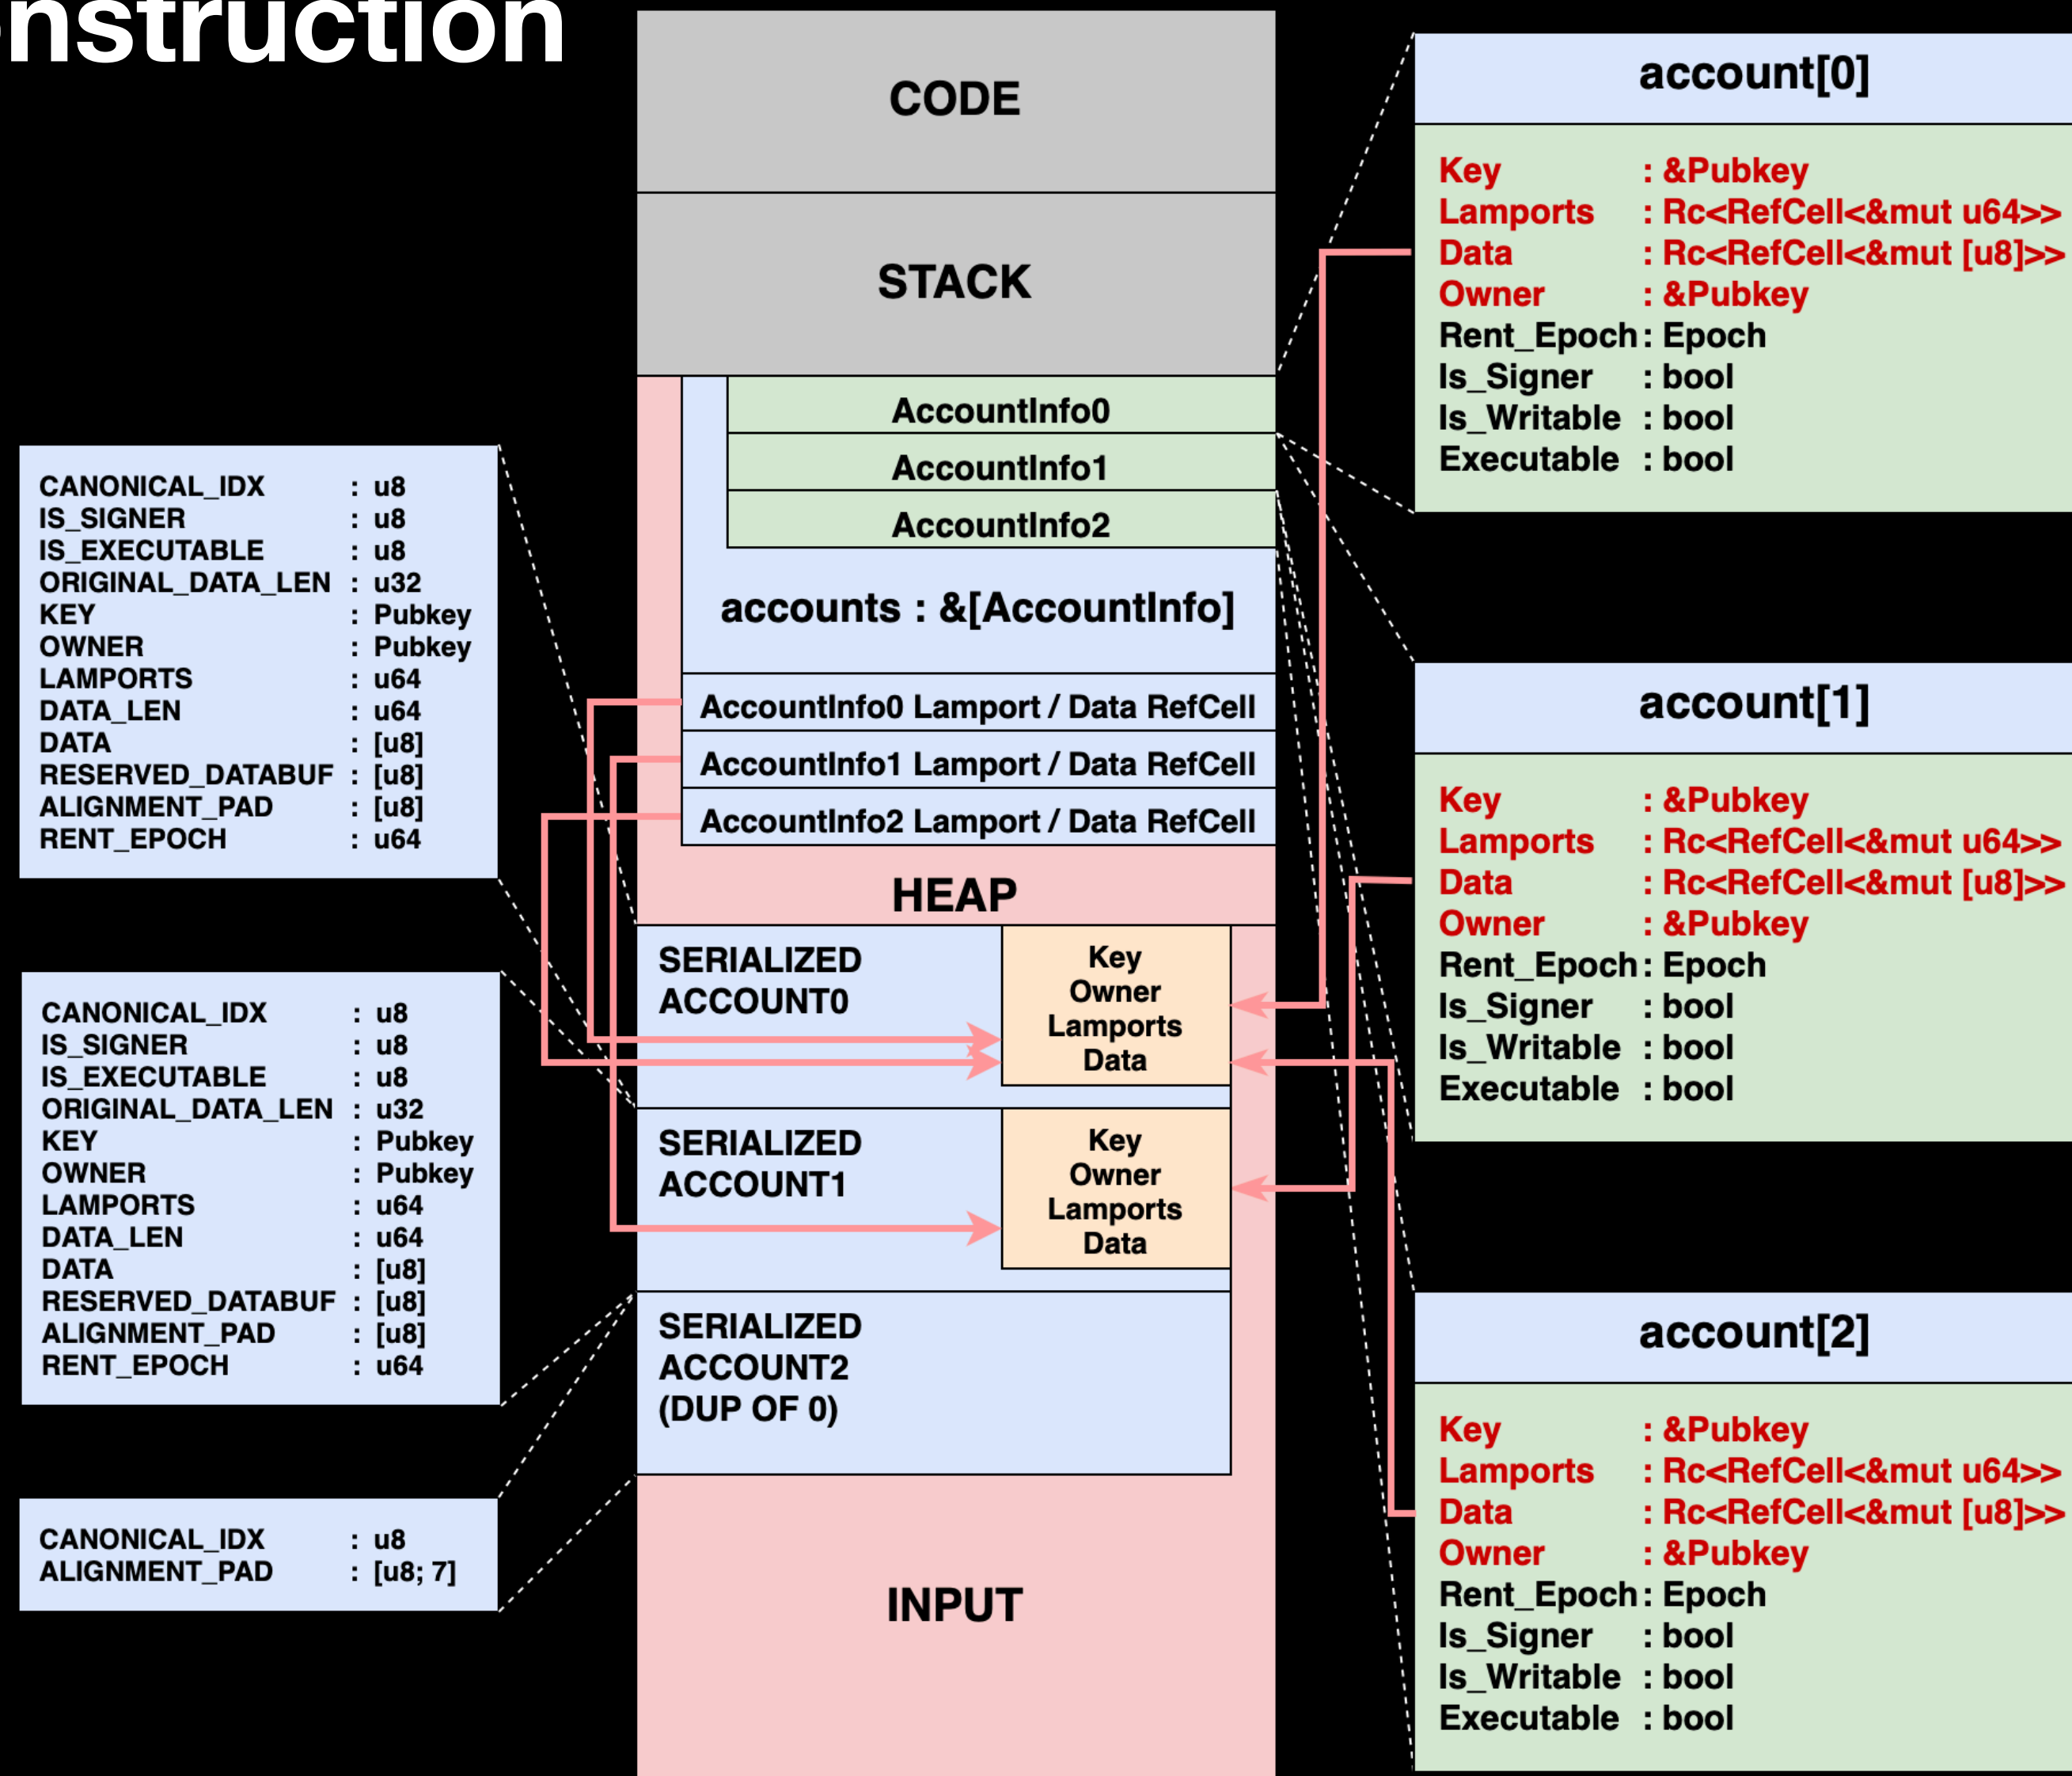 nstruction
CODE
STACK
AccountInfo0
AccountInfo1
AccountInfo2
accounts : &[AccountInfo]
AccountInfo0 Lamport / Data RefCell
AccountInfo1 Lamport / Data RefCell
AccountInfo2 Lamport / Data RefCell
HEAP
SERIALIZED
ACCOUNT0
Key
Owner
Lamports
Data
SERIALIZED
ACCOUNT1
Key
Owner
Lamports
Data
SERIALIZED
ACCOUNT2
(DUP OF 0)
INPUT
CANONICAL_IDX : u8
IS_SIGNER : u8
IS_EXECUTABLE : u8
ORIGINAL_DATA_LEN : u32
KEY : Pubkey
OWNER : Pubkey
LAMPORTS : u64
DATA_LEN : u64
DATA : [u8]
RESERVED_DATABUF : [u8]
ALIGNMENT_PAD : [u8]
RENT_EPOCH : u64
CANONICAL_IDX : u8
IS_SIGNER : u8
IS_EXECUTABLE : u8
ORIGINAL_DATA_LEN : u32
KEY : Pubkey
OWNER : Pubkey
LAMPORTS : u64
DATA_LEN : u64
DATA : [u8]
RESERVED_DATABUF : [u8]
ALIGNMENT_PAD : [u8]
RENT_EPOCH : u64
CANONICAL_IDX : u8
ALIGNMENT_PAD : [u8; 7]
account[0]
Key : &Pubkey
Lamports : Rc<RefCell<&mut u64>>
Data : Rc<RefCell<&mut [u8]>>
Owner : &Pubkey
Rent_Epoch : Epoch
Is_Signer : bool
Is_Writable : bool
Executable : bool
account[1]
Key : &Pubkey
Lamports : Rc<RefCell<&mut u64>>
Data : Rc<RefCell<&mut [u8]>>
Owner : &Pubkey
Rent_Epoch : Epoch
Is_Signer : bool
Is_Writable : bool
Executable : bool
account[2]
Key : &Pubkey
Lamports : Rc<RefCell<&mut u64>>
Data : Rc<RefCell<&mut [u8]>>
Owner : &Pubkey
Rent_Epoch : Epoch
Is_Signer : bool
Is_Writable : bool
Executable : bool